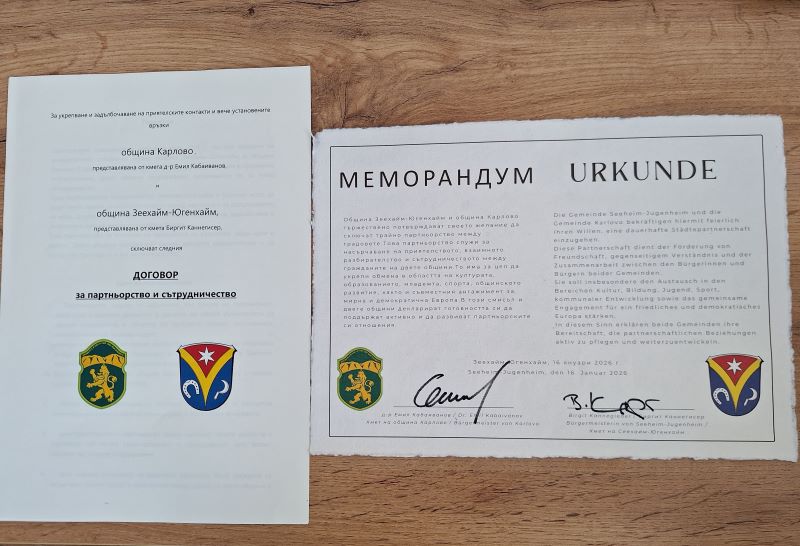 За укрепване и задълбочаване на приятелските контакти и вече установените
връзки
община Карлово,
представлявана от кмета д-р Емил Кабаиванов,
и
община Зеехайм-Югенхайм,
представлявана от кмета Биргит Каннегисер,
сключват следния
ДОГОВОР
за партньорство и сътрудничество
МЕМОРАНДУМ
Община Зеехайм-Югенхайм и община Карлово
тържествено потвърждават своето желание да
сключат трайно партньорство между
градовете.Това партньорство служи за
насърчаване на приятелството, взаимното
разбирателство и сътрудничеството между
гражданите на двете общини.То има за цел да
укрепи обмена в областта на културата,
образованието, младежта, спорта, общинското
развитие, както и съвместния ангажимент за
мирна и демократична Европа.В този смисъл и
двете общини декларират готовността си да
поддържат активно и да развиват партньорските
си отношения.
URKUNDE
Die Gemeinde Seeheim-Jugenheim und die
Gemeinde Karlovo bekräftigen hiermit feierlich
ihren Willen, eine dauerhafte Städtepartnerschaft
einzugehen.
Diese Partnerschaft dient der Förderung von
Freundschaft, gegenseitigem Verständnis und der
Zusammenarbeit zwischen den Bürgerinnen und
Bürgern beider Gemeinden.
Sie soll insbesondere den Austausch in den
Bereichen Kultur, Bildung, Jugend, Sport,
kommunaler Entwicklung sowie das gemeinsame
Engagement für ein friedliches und demokratisches
Europa stärken.
In diesem Sinn erklären beide Gemeinden ihre
Bereitschaft, die partnerschaftlichen Beziehungen
aktiv zu pflegen und weiterzuentwickeln.
Зеехайм-Югенхайм, 16 януари 2026 г.
Seeheim-Jugenheim, den 16. Januar 2026
д-р Емил Кабаиванов / Dr. Emil Kabaivanov
Кмет на община Карлово / Bürgermeister von Karlovo
Birgit Kannegießer / Биргит Каннегисер
Bürgermeisterin von Seeheim-Jugenheim /
Кмет на Сеехайм-Югенхайм